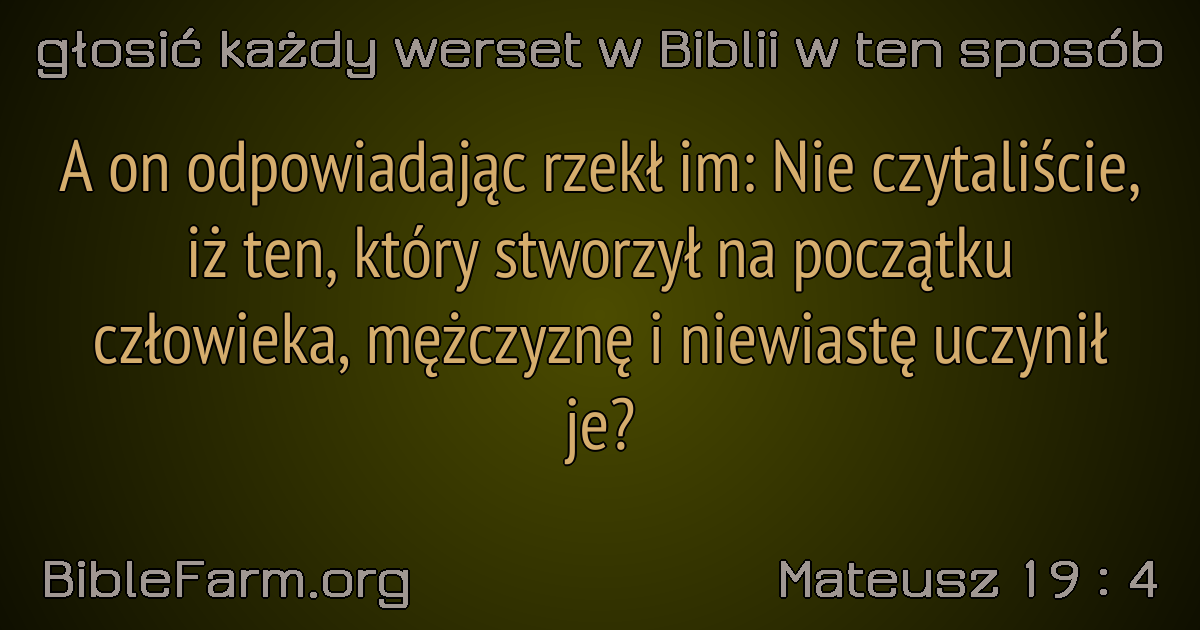 głosić każdy werset w Biblii w ten sposób
A on odpowiadając rzekł im: Nie czytaliście,
iż ten, który stworzył na początku
człowieka, mężczyznę i niewiastę uczynił
je?
BibleFarm.org
Mateusz 19 : 4